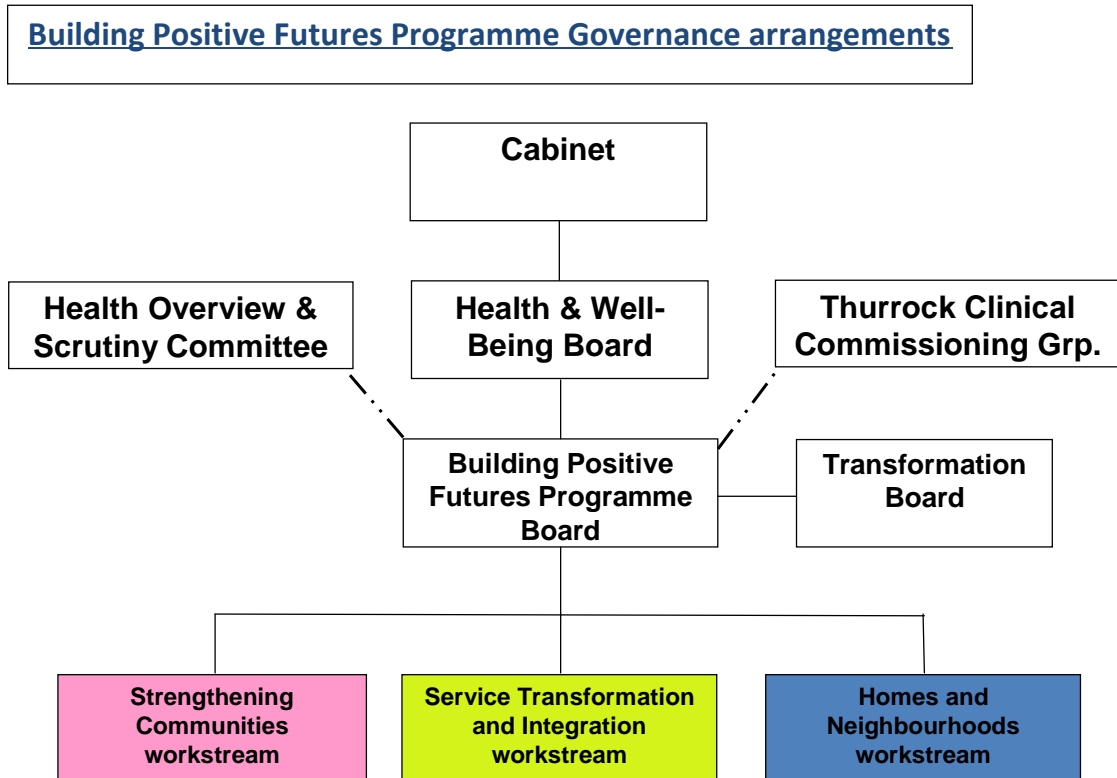 Building Positive Futures Programme Governance arrangements
Cabinet
Health Overview &
Scrutiny Committee
Health & Well-
Being Board
Thurrock Clinical
Commissioning Grp.
Building Positive
Futures Programme
Board
Transformation
Board
Strengthening
Communities
workstream
Service Transformation
and Integration
workstream
Homes and
Neighbourhoods
workstream